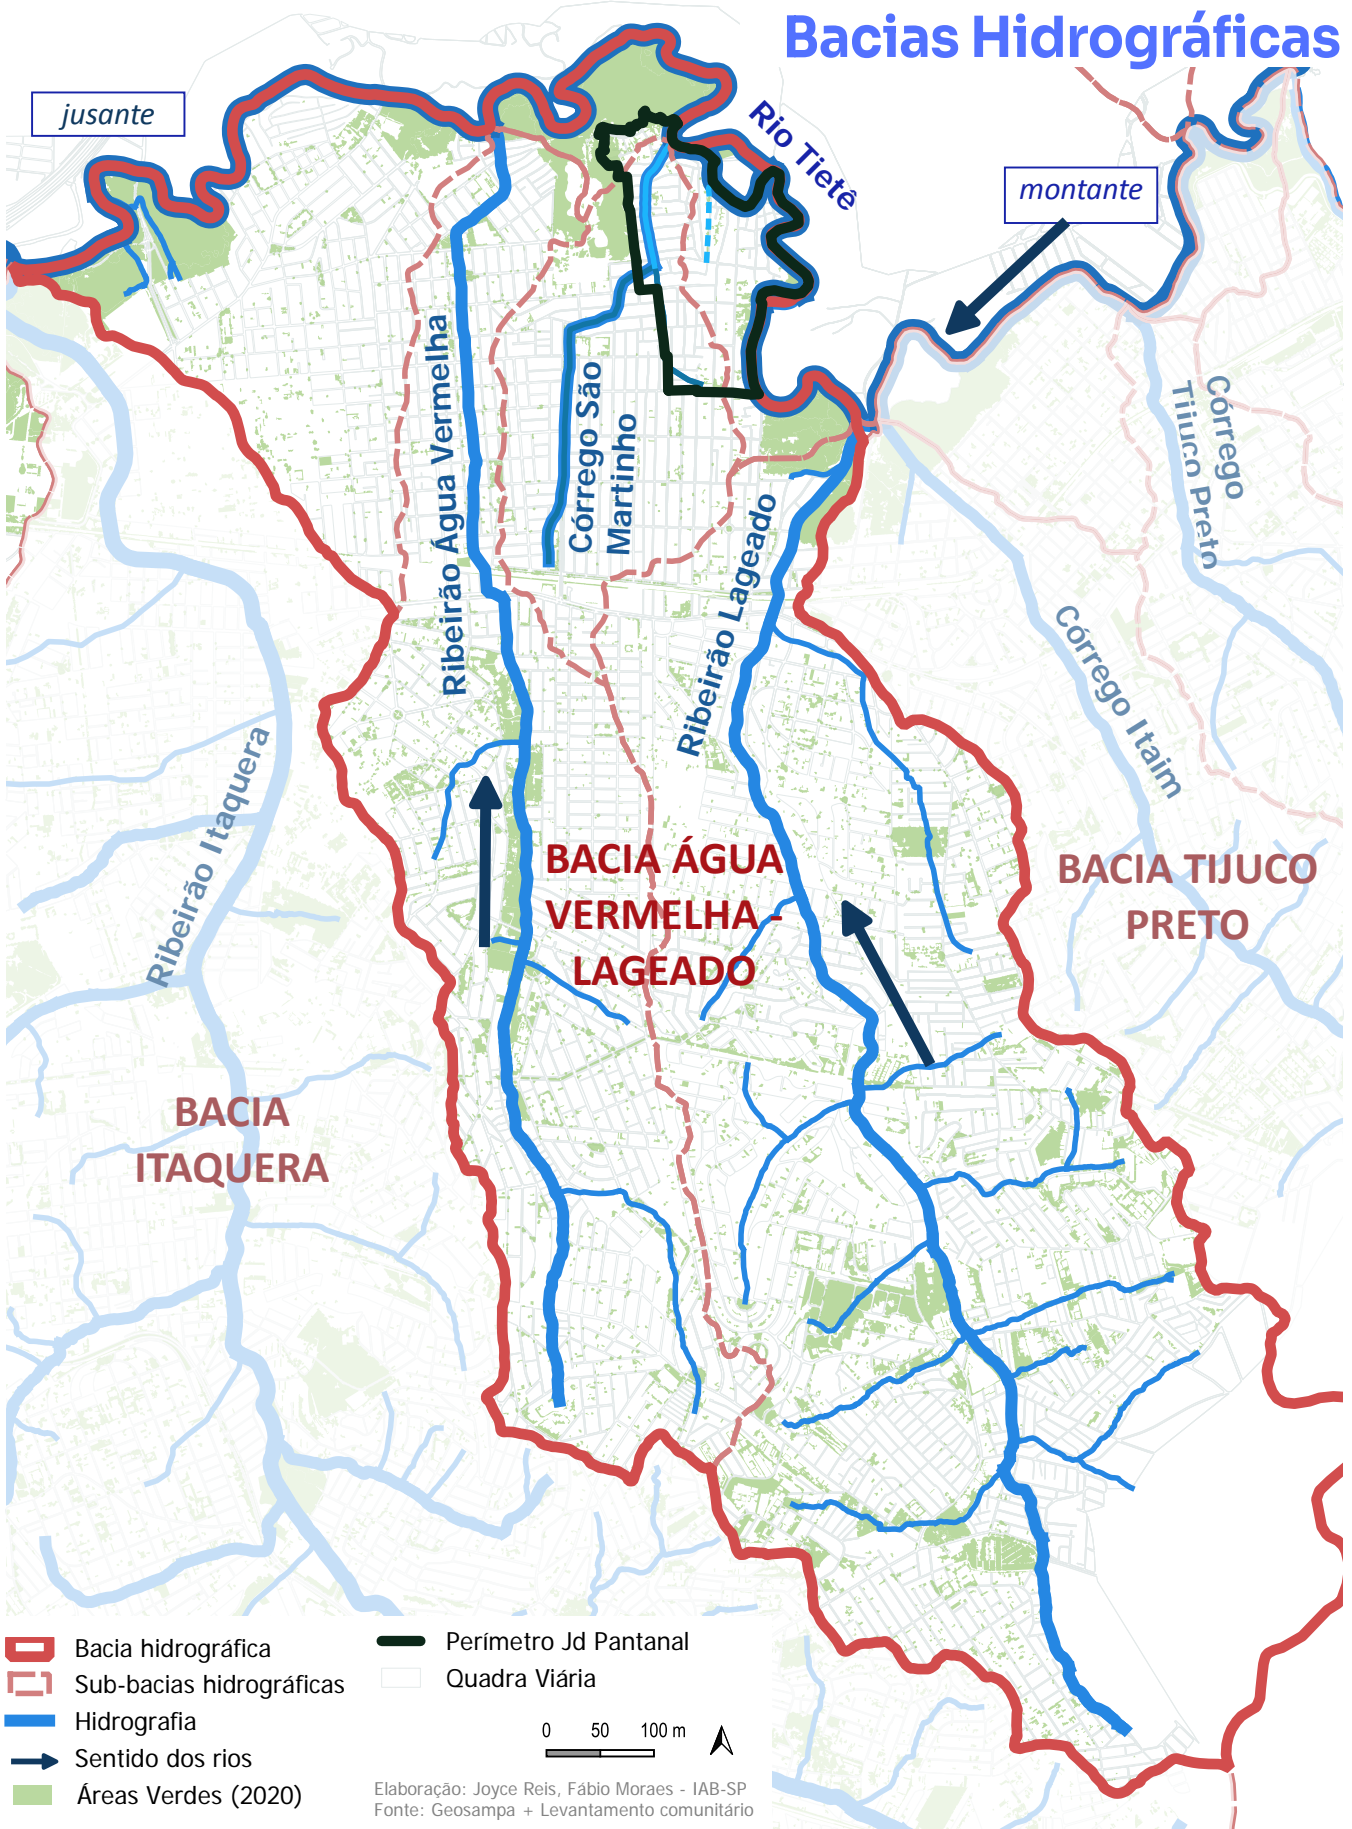 Bacias Hidrográficas
jusante
Rio Tietê
montante
Ribeirão Água Vermelha
Córrego São
Martinho
Ribeirão Lageado
Córrego
Tiiuco Preto
Córrego Itaim
Ribeirão Itaquera
BACIA ÁGUA
VERMELHA -
LAGEADO
BACIA TIJUCO
PRETO
BACIA
ITAQUERA
Bacia hidrográfica
Sub-bacias hidrográficas
Hidrografia
Sentido dos rios
Áreas Verdes (2020)
Perímetro Jd Pantanal
Quadra Viária
0 50 100 m
Elaboração: Joyce Reis, Fábio Moraes - IAB-SP
Fonte: Geosampa + Levantamento comunitário